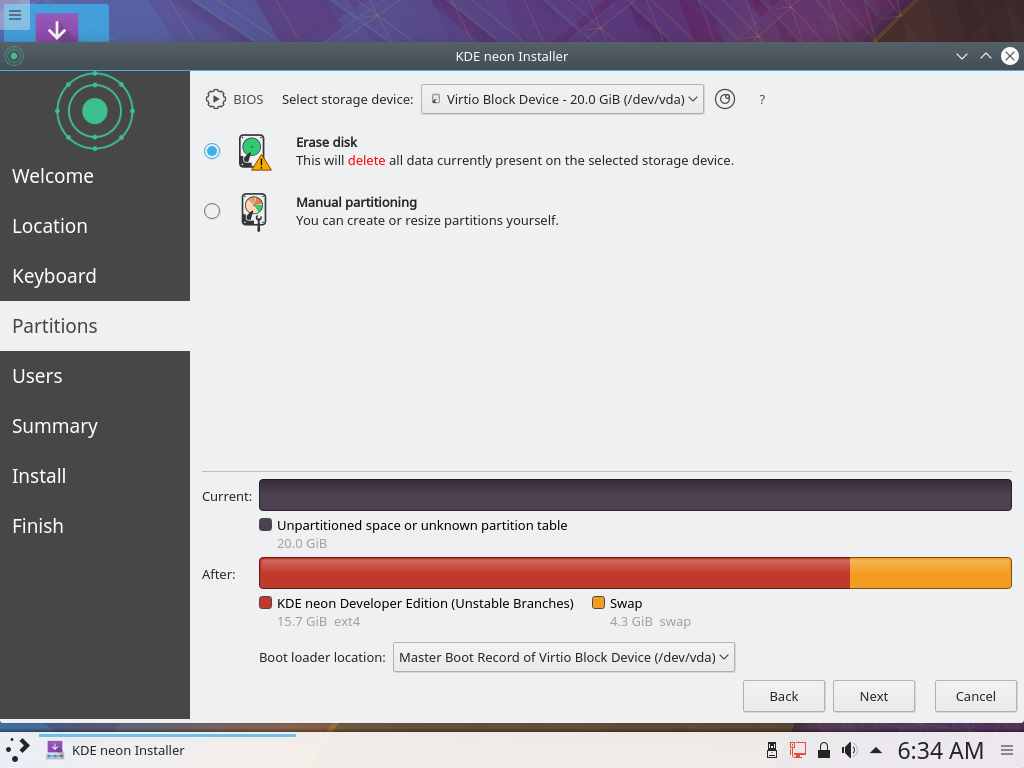 KDE neon Installer
Welcome
Location
Keyboard
Partitions
Users
Summary
Install
Finish
BIOS Select storage device: Virtio Block Device - 20.0 GiB (/dev/vda) ?
Erase disk
This will delete all data currently present on the selected storage device.
Manual partitioning
You can create or resize partitions yourself.
Current:
Unpartitioned space or unknown partition table
20.0 GiB
After:
KDE neon Developer Edition (Unstable Branches) Swap
15.7 GiB ext4 4.3 GiB swap
Boot loader location: Master Boot Record of Virtio Block Device (/dev/vda)
Back Next Cancel
KDE neon Installer 6:34 AM